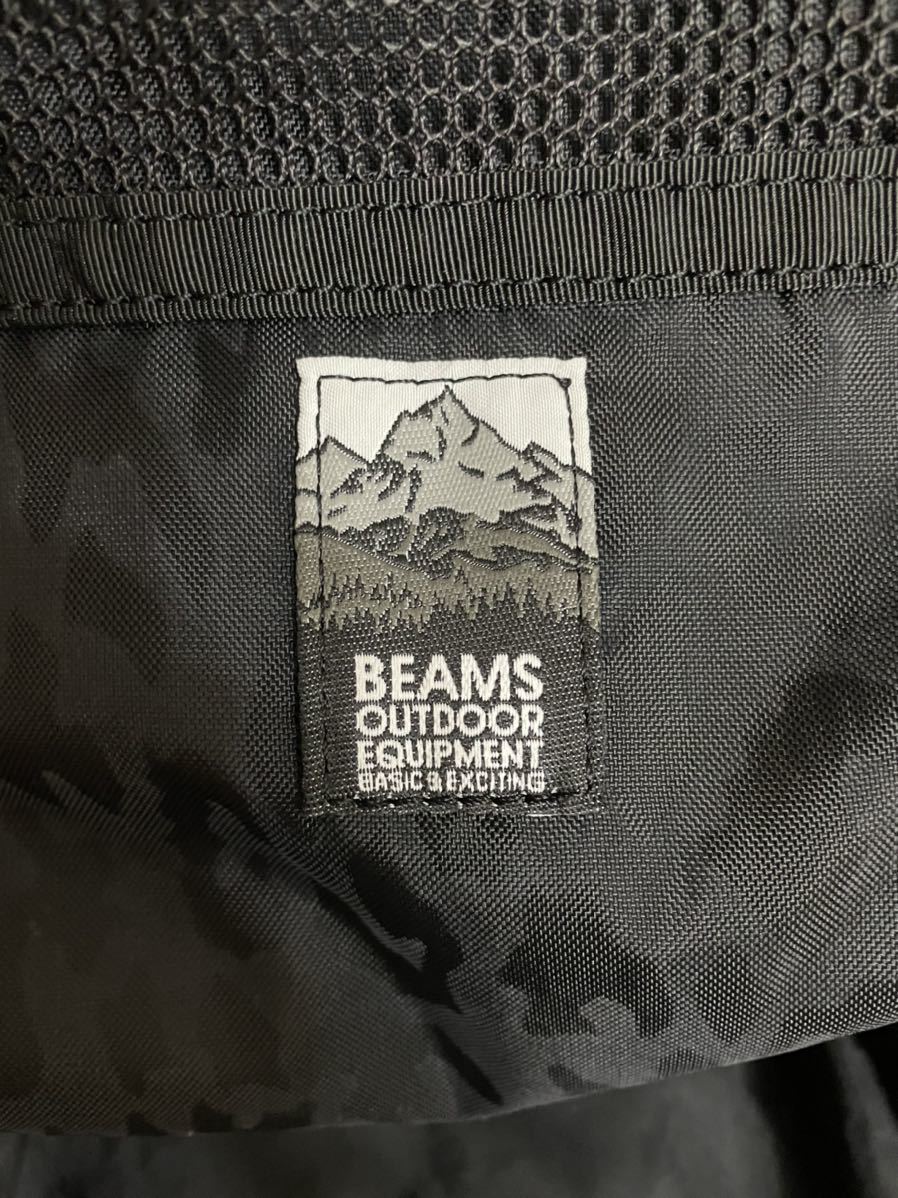 BEAMS
OUTDOOR
EQUIPMENT
BASIC & EXCITING